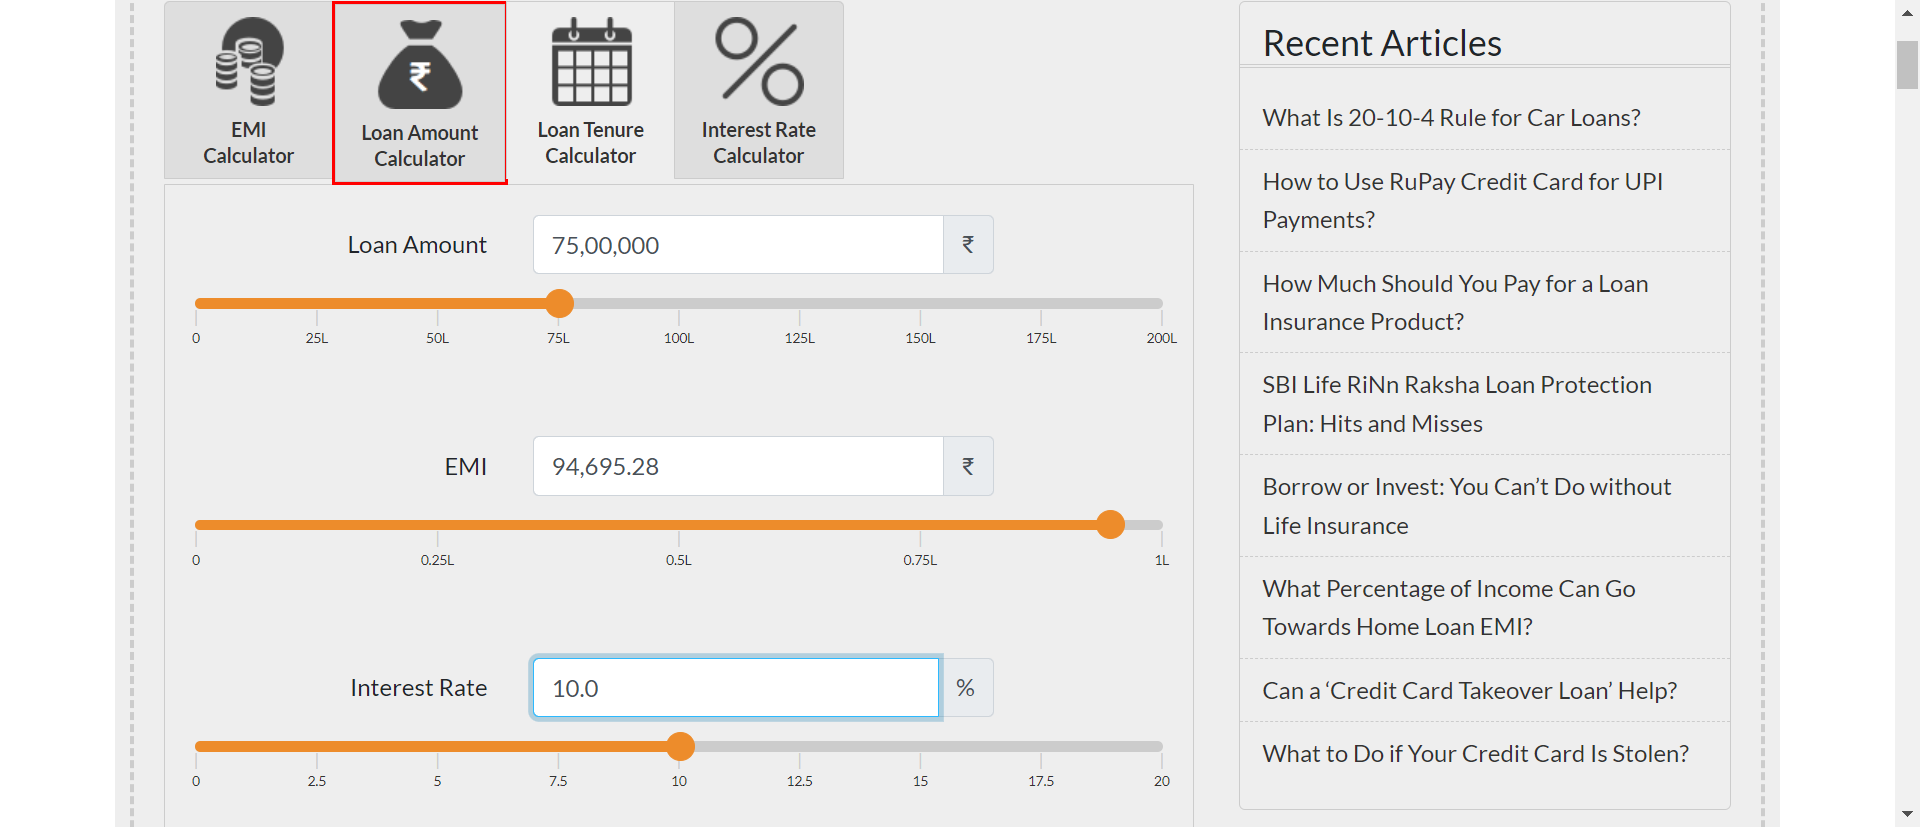 EMI
Calculator
₹
Loan Amount
Calculator
Loan Tenure
Calculator
Interest Rate
Calculator
Loan Amount
75,00,000
₹
0 25L 50L 75L 100L 125L 150L 175L 200L
EMI
94,695.28
₹
0 0.25L 0.5L 0.75L 1L
Interest Rate
10.0
%
0 2.5 5 7.5 10 12.5 15 17.5 20
Recent Articles
What Is 20-10-4 Rule for Car Loans?
How to Use RuPay Credit Card for UPI
Payments?
How Much Should You Pay for a Loan
Insurance Product?
SBI Life RiNn Raksha Loan Protection
Plan: Hits and Misses
Borrow or Invest: You Can’t Do without
Life Insurance
What Percentage of Income Can Go
Towards Home Loan EMI?
Can a ‘Credit Card Takeover Loan’ Help?
What to Do if Your Credit Card Is Stolen?